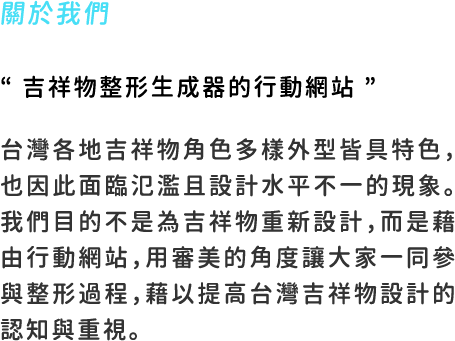 關於我們
“ 吉祥物整形生成器的行動網站 ”
台灣各地吉祥物角色多樣外型皆具特色，
也因此面臨氾濫且設計水平不一的現象。
我們目的不是為吉祥物重新設計，而是藉
由行動網站，用審美的角度讓大家一同參
與整形過程，藉以提高台灣吉祥物設計的
認知與重視。